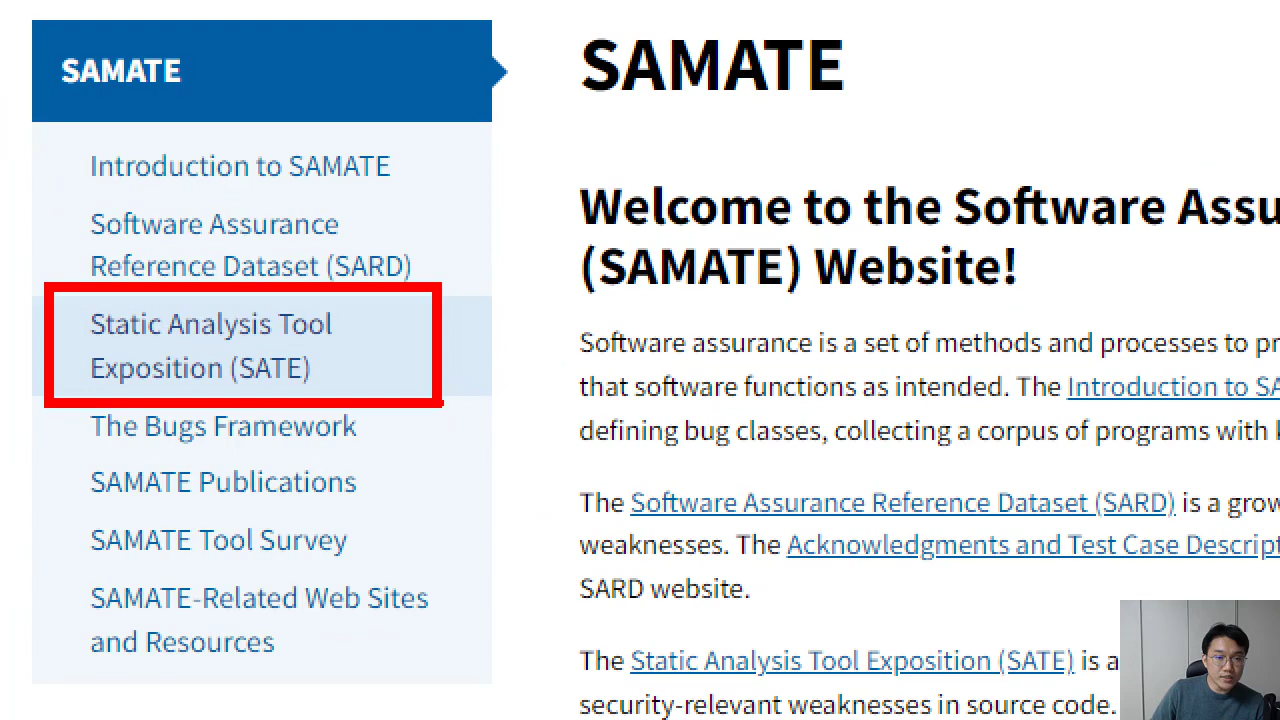 SAMATE
Introduction to SAMATE
Software Assurance
Reference Dataset (SARD)
Static Analysis Tool
Exposition (SATE)
The Bugs Framework
SAMATE Publications
SAMATE Tool Survey
SAMATE-Related Web Sites
and Resources
SAMATE
Welcome to the Software Assu
(SAMATE) Website!
Software assurance is a set of methods and processes to pr
that software functions as intended. The Introduction to SA
defining bug classes, collecting a corpus of programs with
The Software Assurance Reference Dataset (SARD) is a grow
weaknesses. The Acknowledgments and Test Case Descript
SARD website.
The Static Analysis Tool Exposition (SATE) is a
security-relevant weaknesses in source code.